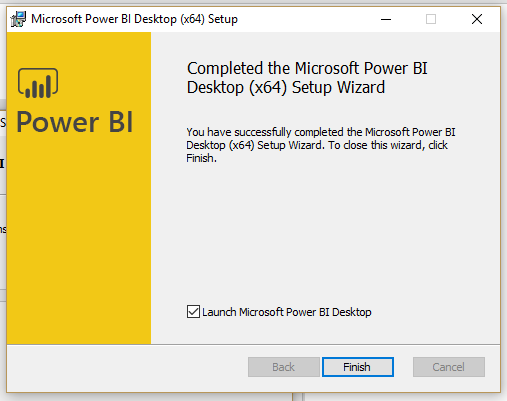 Microsoft Power BI Desktop (x64) Setup
Power BI
Completed the Microsoft Power BI
Desktop (x64) Setup Wizard
You have successfully completed the Microsoft Power BI
Desktop (x64) Setup Wizard. To close this wizard, click
Finish.
Launch Microsoft Power BI Desktop
Back
Finish
Cancel